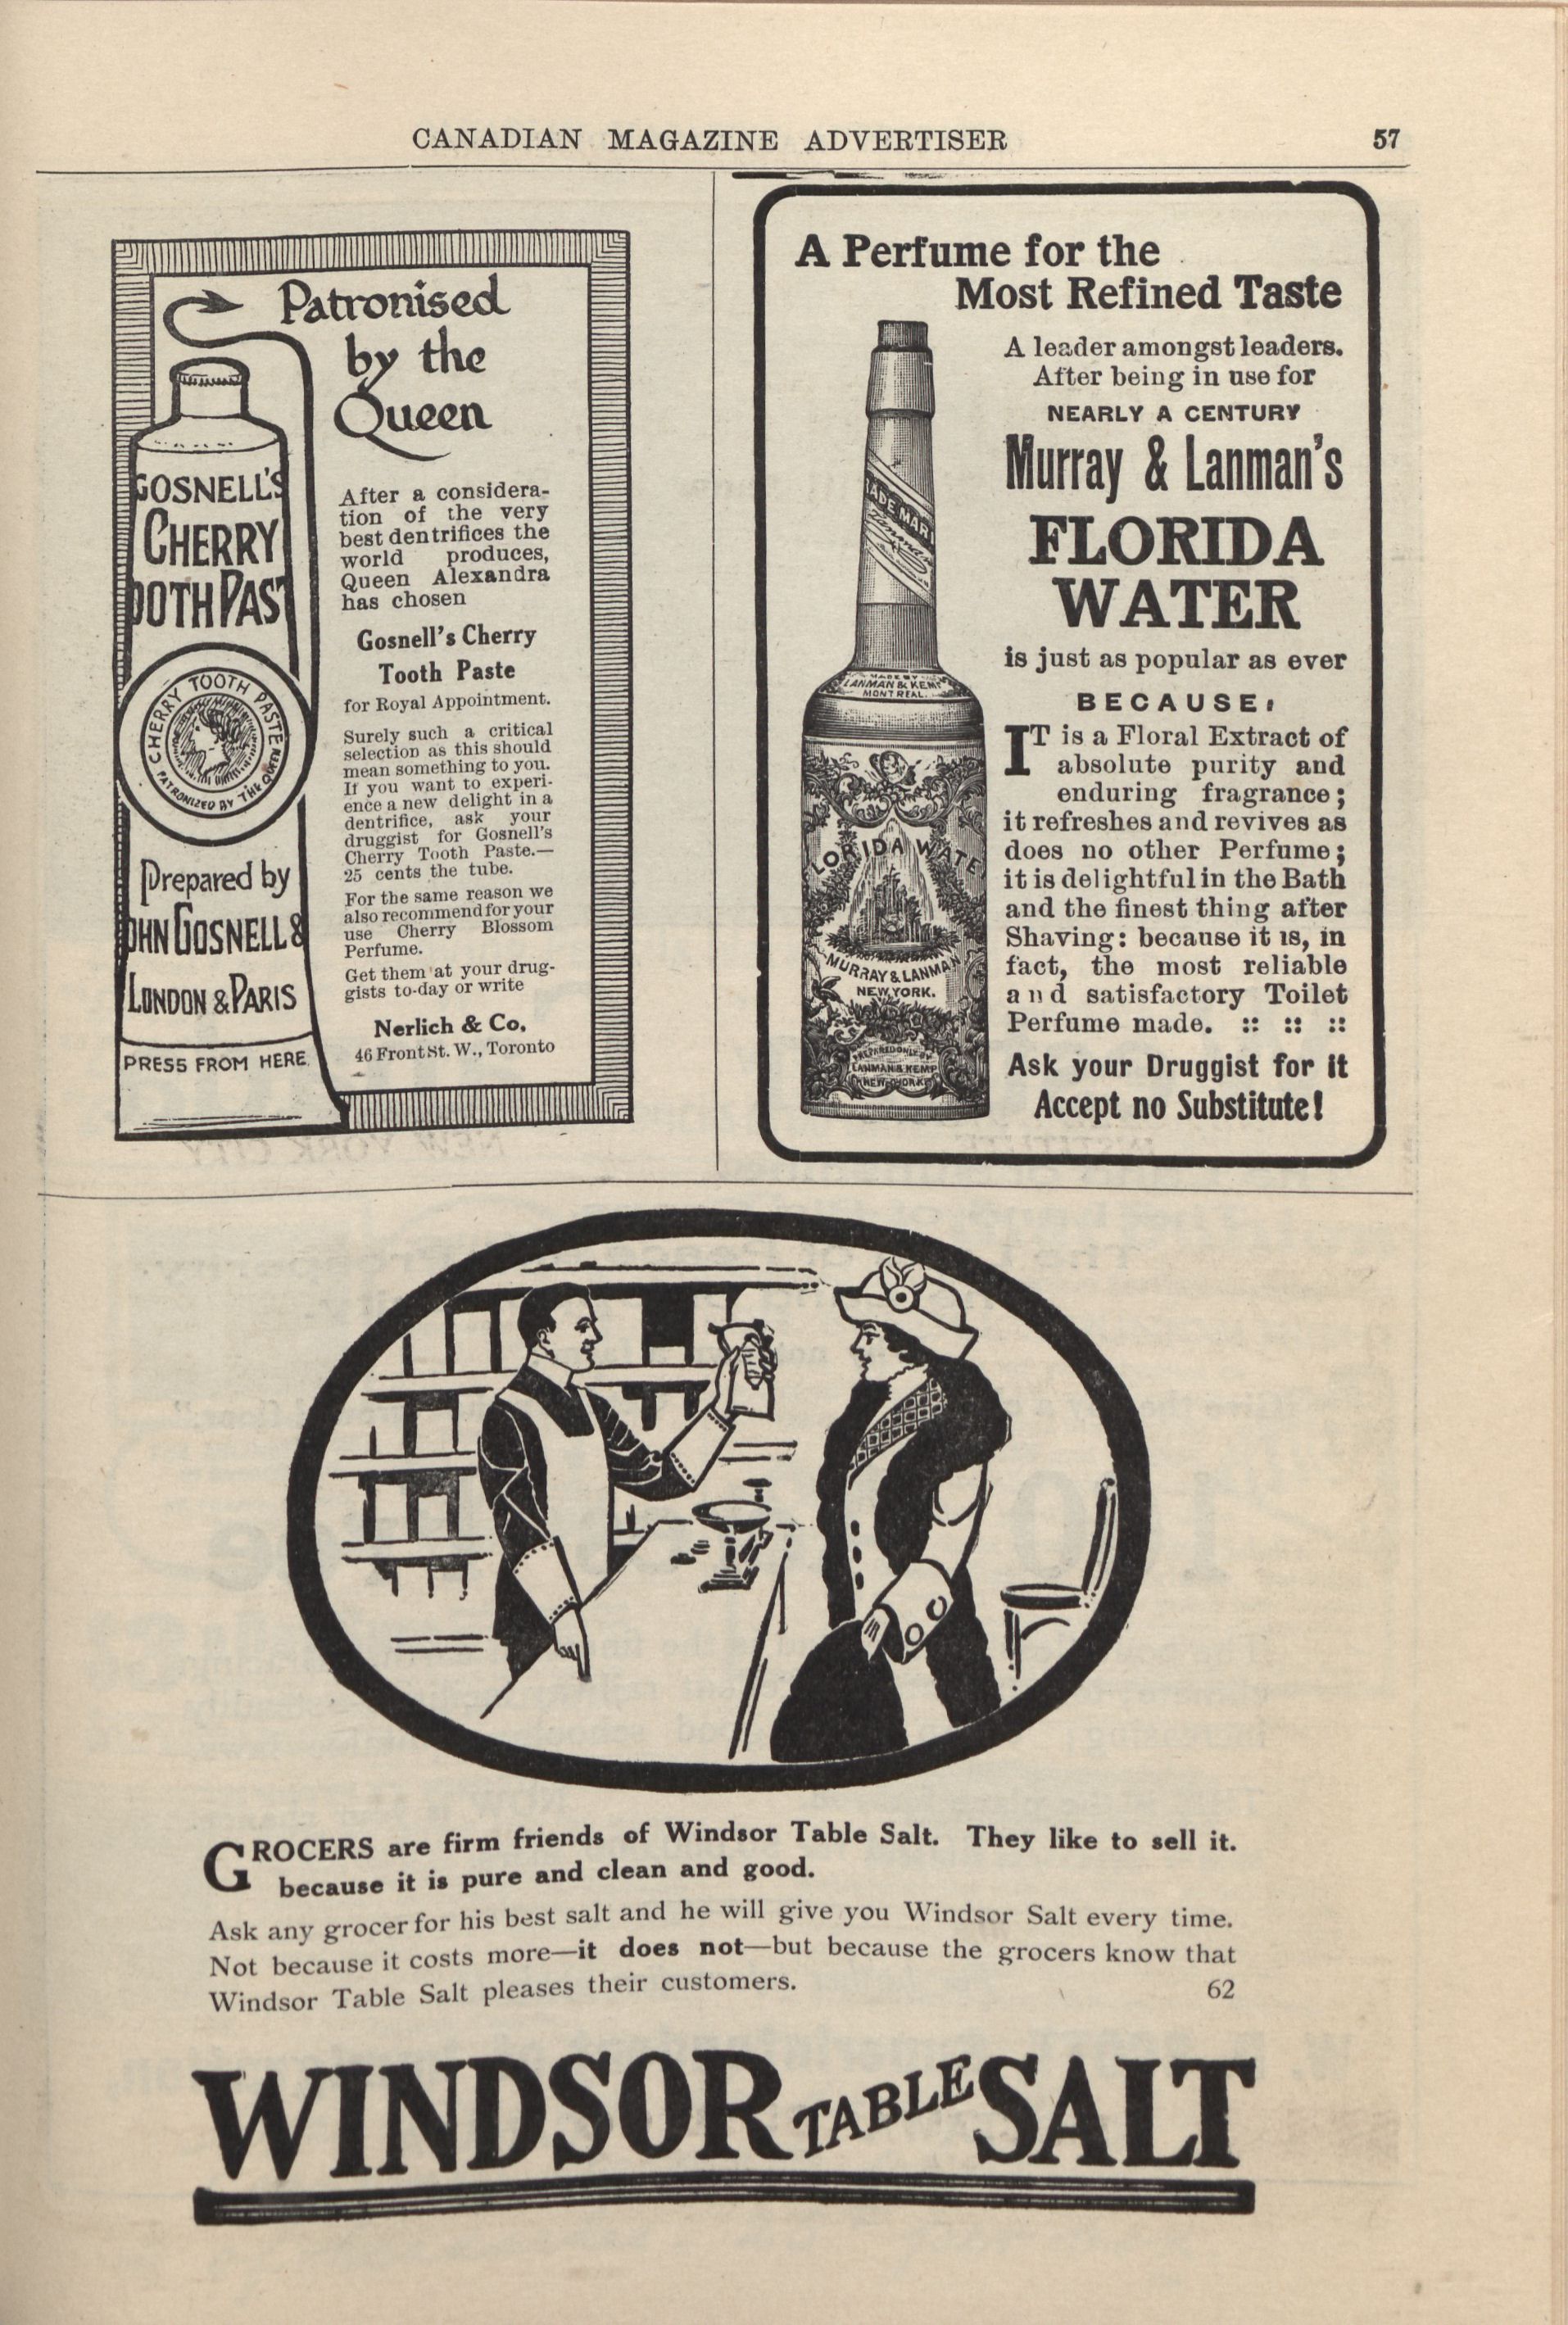 CANADIAN MAGAZINE ADVERTISER 57
Patronised
by the
Queen
GOSNELL'S
CHERRY
OOTH PAST
CHERRY TOOTH PASTE
PATRONIZED BY THE QUEEN
Prepared by
OHN GOSNELL &
LONDON & PARIS
PRESS FROM HERE
After a considera-
tion of the very
best dentrifices the
world produces,
Queen Alexandra
has chosen
Gosnell's Cherry
Tooth Paste
for Royal Appointment.
Surely such a critical
selection as this should
mean something to you.
If you want to experi-
ence a new delight in a
dentrifice, ask your
druggist for Gosnell's
Cherry Tooth Paste.—
25 cents the tube.
For the same reason we
also recommend for your
use Cherry Blossom
Perfume.
Get them at your drug-
gists to-day or write
Nerlich & Co.
46 Front St. W., Toronto
A Perfume for the
Most Refined Taste
A leader amongst leaders.
After being in use for
NEARLY A CENTURY
Murray & Lanman's
FLORIDA
WATER
is just as popular as ever
BECAUSE:
IT is a Floral Extract of
absolute purity and
enduring fragrance;
it refreshes and revives as
does no other Perfume;
it is delightful in the Bath
and the finest thing after
Shaving: because it is, in
fact, the most reliable
and satisfactory Toilet
Perfume made. :: :: ::
Ask your Druggist for it
Accept no Substitute!
ADE MAR
MADE BY
LANMAN & KEMP
MONTREAL.
LORIDA WATE
MURRAY & LANMAN
NEW YORK.
PREPARED ONLY BY
LANMAN & KEMP
NEW-YORK
GROCERS are firm friends of Windsor Table Salt. They like to sell it.
because it is pure and clean and good.
Ask any grocer for his best salt and he will give you Windsor Salt every time.
Not because it costs more—it does not—but because the grocers know that
Windsor Table Salt pleases their customers. 62
WINDSOR TABLE SALT